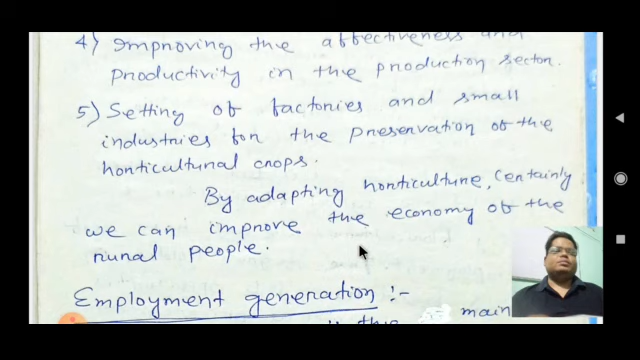 4) Improving the affectiveness and
productivity in the production sector.
5) Setting of factories and small
industries for the preservation of the
horticultural crops.
By adapting horticulture, certainly
we can improve the economy of the
rural people.
Employment generation :-
is the main